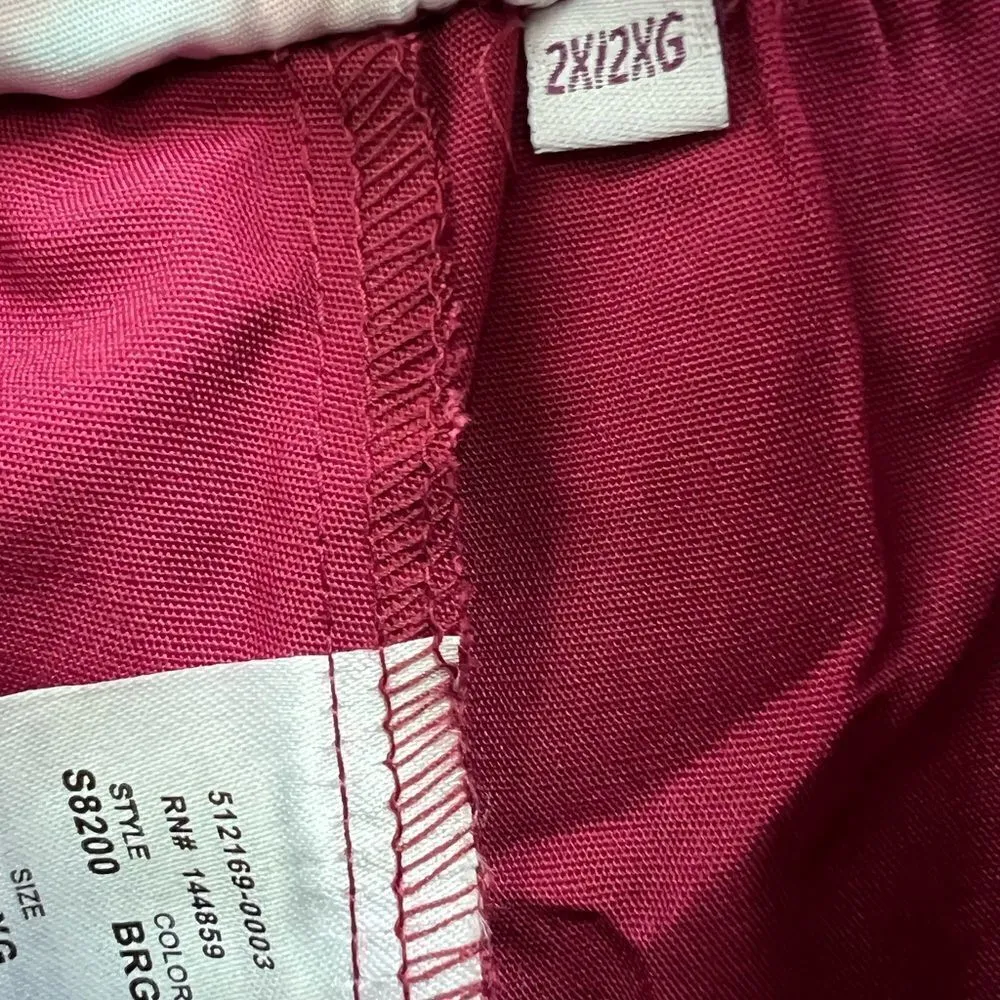 2X/2XG
512169-0003
RN# 144859
STYLE COLOR
S8200 BRG
SIZE